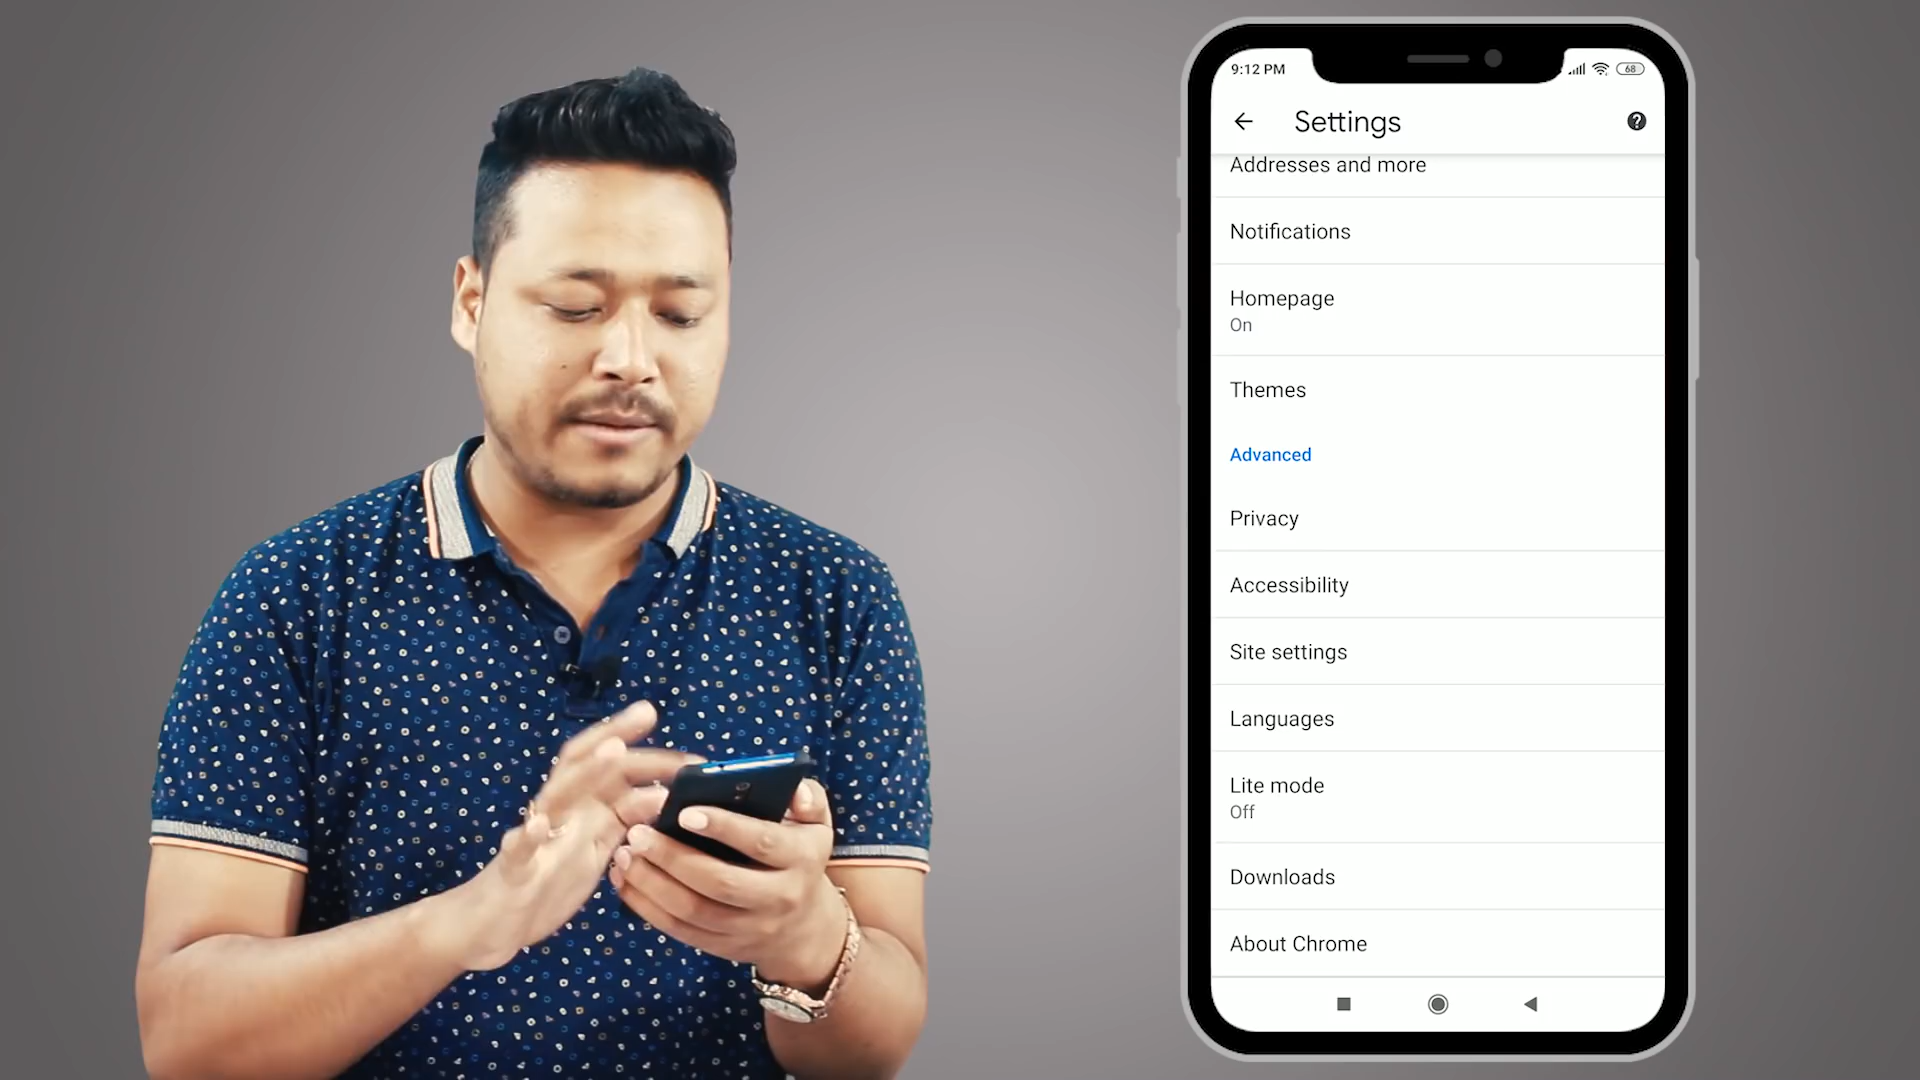 9:12 PM
68
Settings
Addresses and more
Notifications
Homepage
On
Themes
Advanced
Privacy
Accessibility
Site settings
Languages
Lite mode
Off
Downloads
About Chrome